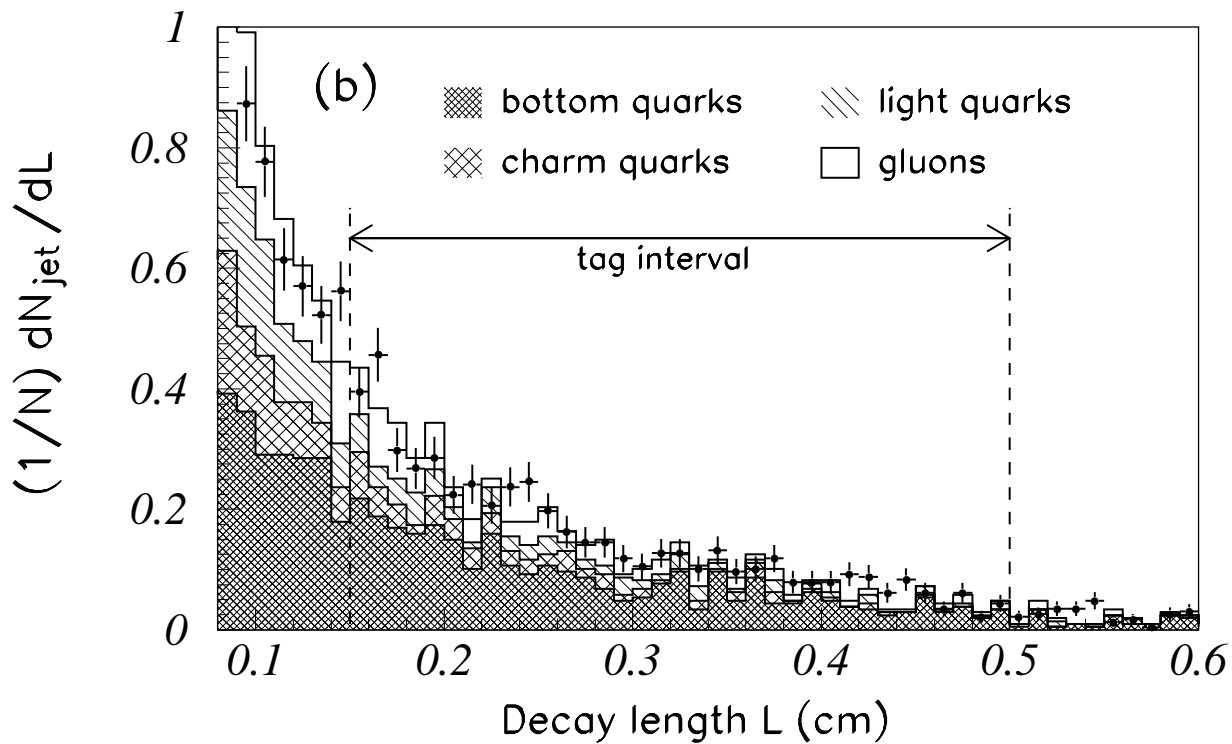 (b)
bottom quarks
light quarks
charm quarks
gluons
tag interval
(1/N) dN_jet/dL
1
0.8
0.6
0.4
0.2
0
0.1 0.2 0.3 0.4 0.5 0.6
Decay length L (cm)